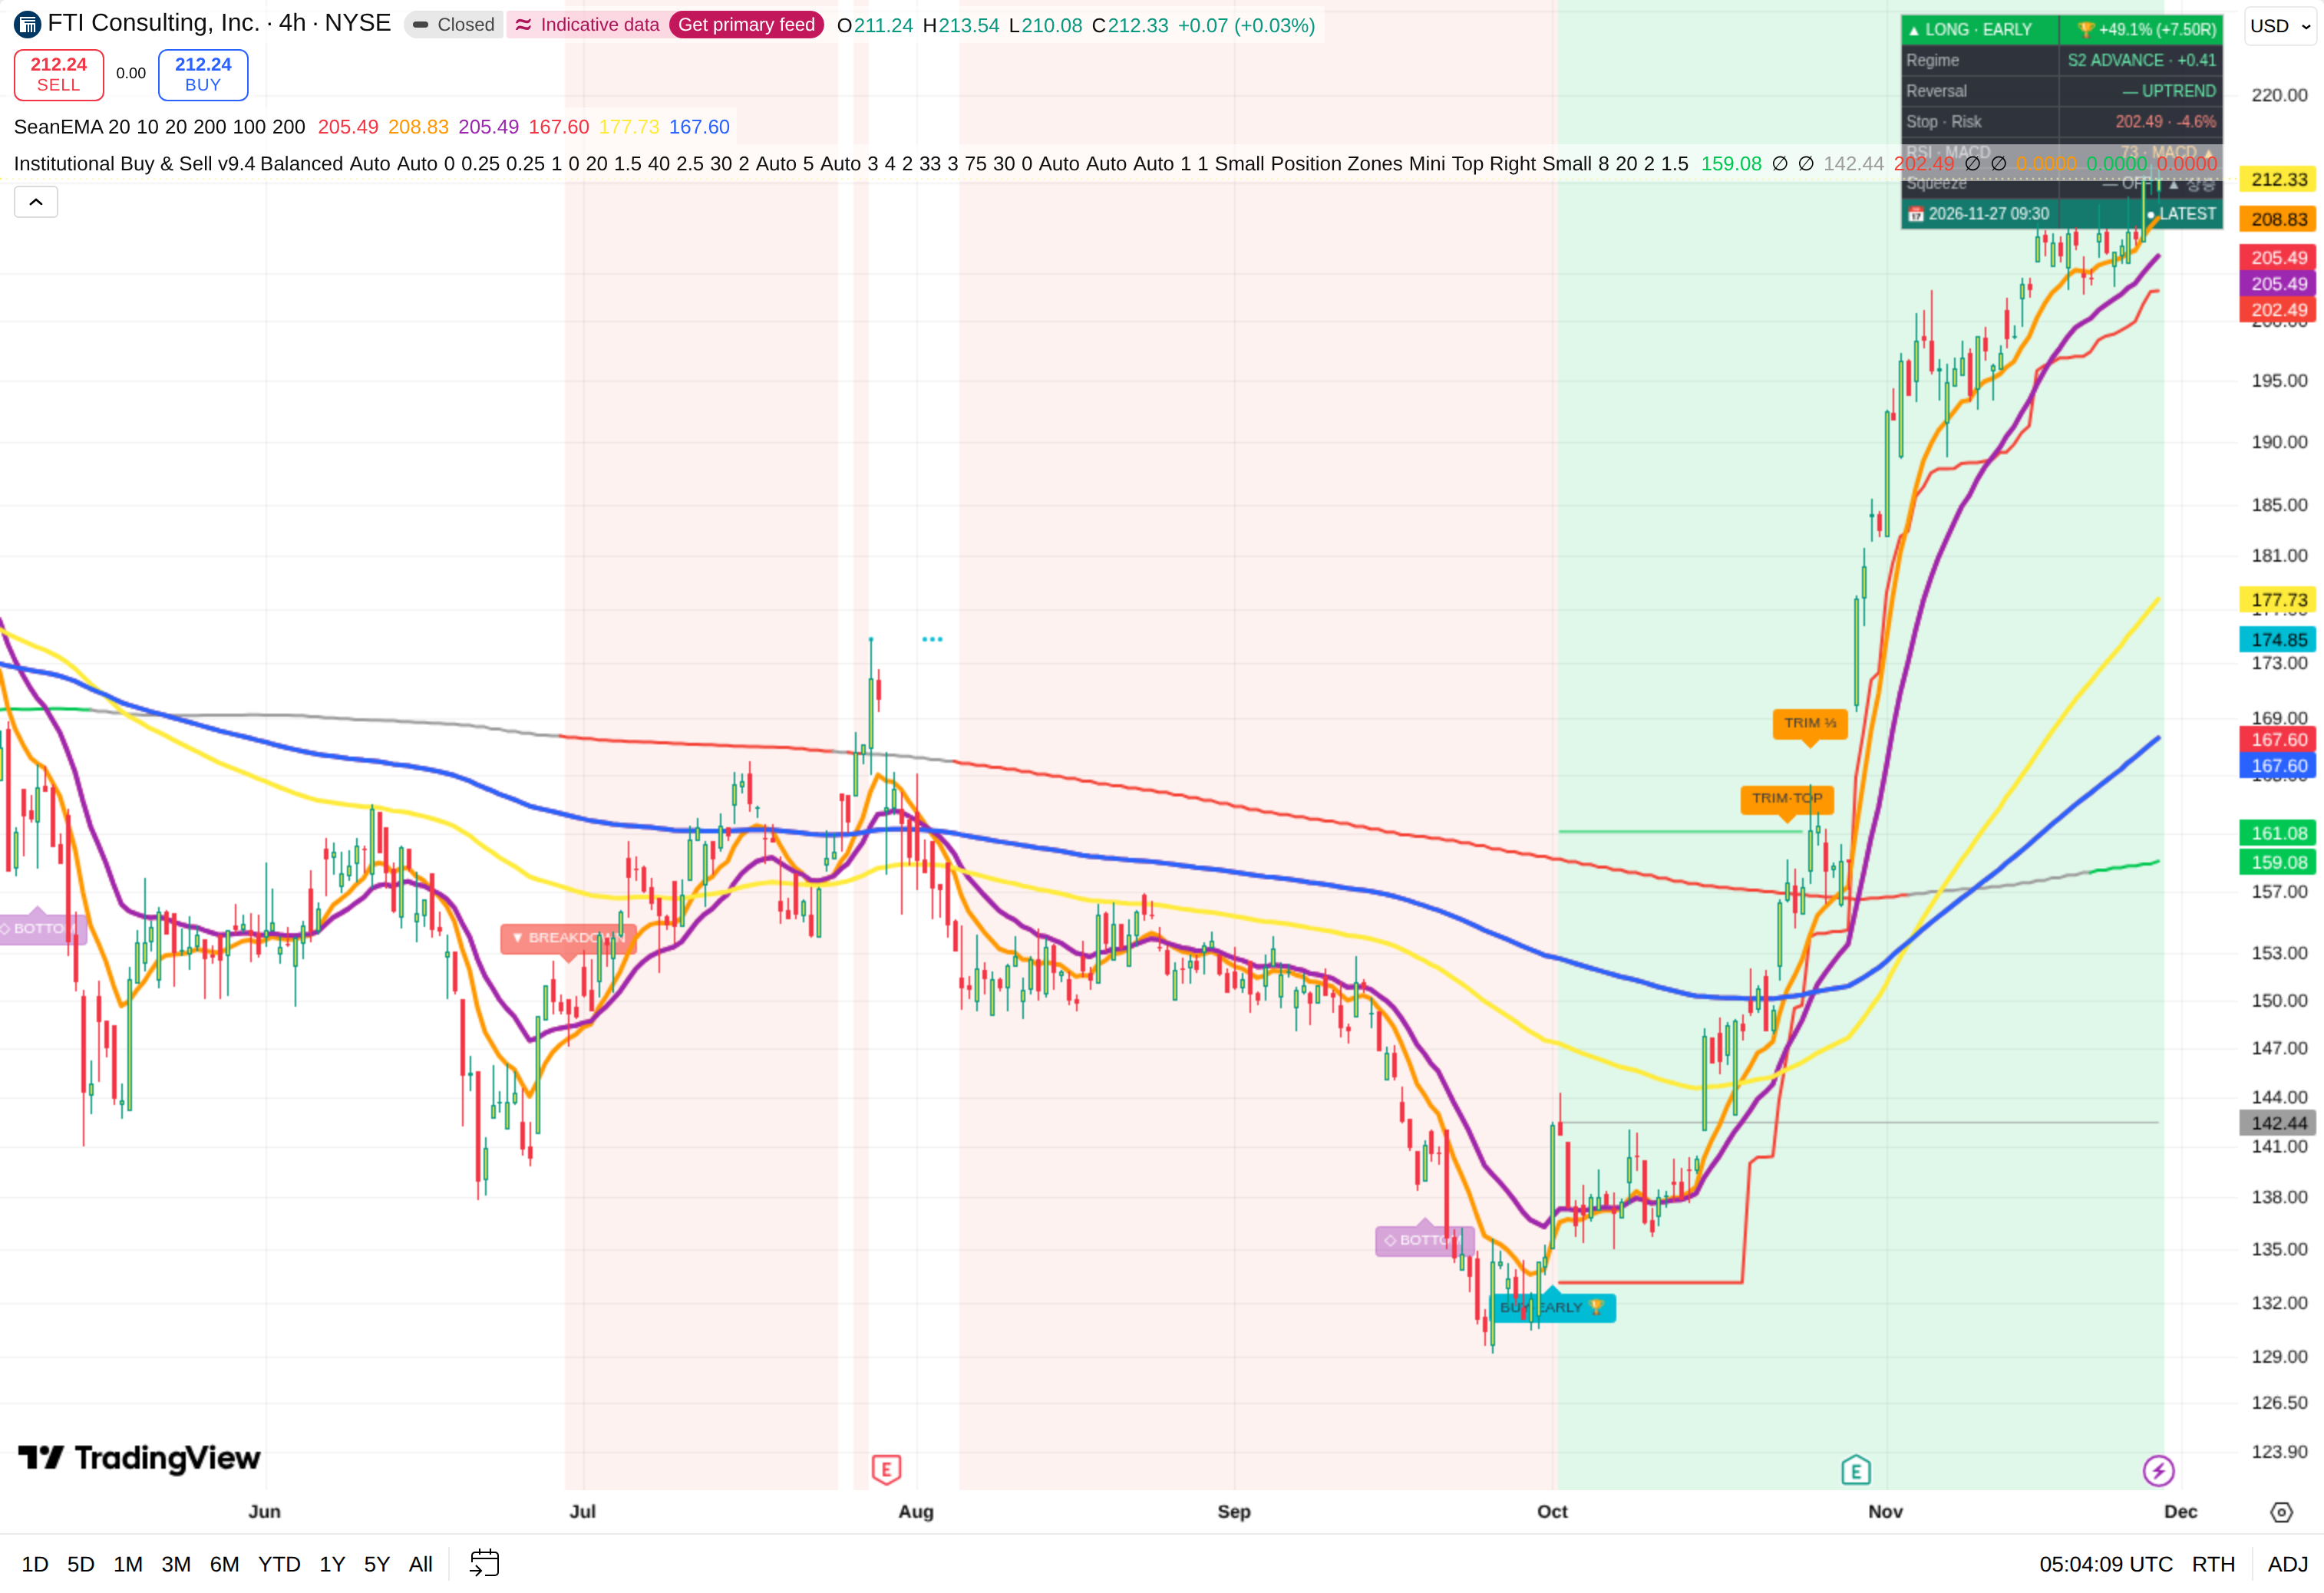 FTI Consulting, Inc. · 4h · NYSE Closed Indicative data Get primary feed O211.24 H213.54 L210.08 C212.33 +0.07 (+0.03%)
212.24 SELL 0.00 212.24 BUY
SeanEMA 20 10 20 200 100 200 205.49 208.83 205.49 167.60 177.73 167.60
Institutional Buy & Sell v9.4 Balanced Auto Auto 0 0.25 0.25 1 0 20 1.5 40 2.5 30 2 Auto 5 Auto 3 4 2 33 3 75 30 0 Auto Auto Auto 1 1 Small Position Zones Mini Top Right Small 8 20 2 1.5 159.08 ∅ ∅ 142.44 202.49 ∅ ∅ 0.0000 0.0000 0.0000
▲ LONG · EARLY 🏆 +49.1% (+7.50R)
Regime S2 ADVANCE · +0.41
Reversal — UPTREND
Stop · Risk 202.49 · -4.6%
RSI · MACD 73 · MACD ▲
Squeeze — OFF ▲ 상승
📅 2026-11-27 09:30 ● LATEST
USD
220.00
212.33
208.83
205.49
205.49
202.49
195.00
190.00
185.00
181.00
177.73
174.85
173.00
169.00
167.60
167.60
161.08
159.08
157.00
153.00
150.00
147.00
144.00
142.44
141.00
138.00
135.00
132.00
129.00
126.50
123.90
◇ BOTTO
▼ BREAKDOWN
TRIM ⅓
TRIM·TOP
◇ BOTTO
BUY EARLY 🏆
TradingView
E
E
Jun Jul Aug Sep Oct Nov Dec
1D 5D 1M 3M 6M YTD 1Y 5Y All 05:04:09 UTC RTH ADJ